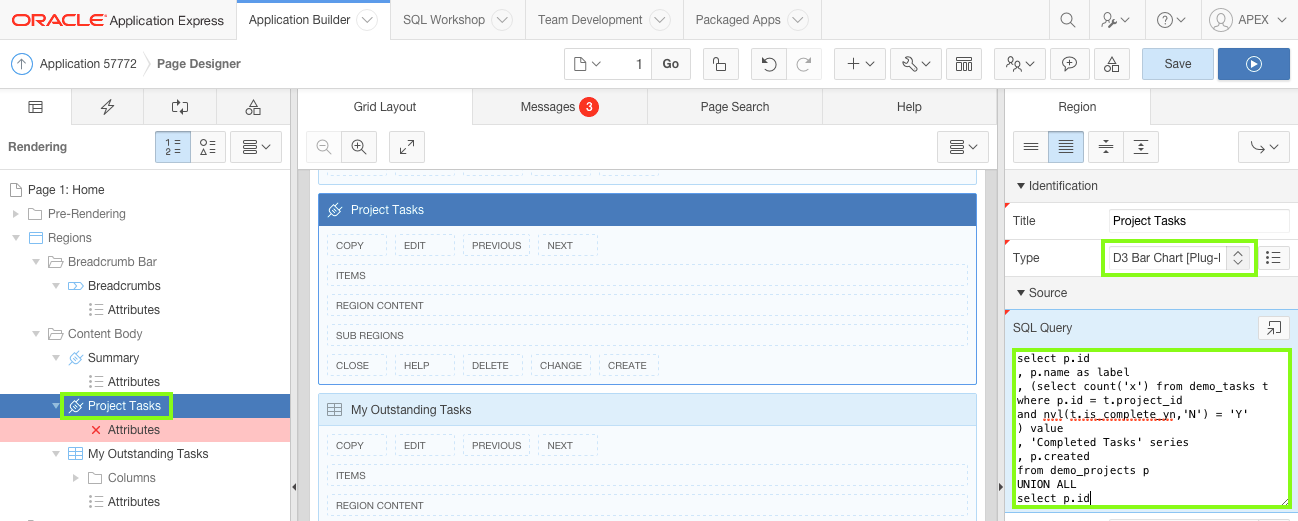 ORACLE Application Express Application Builder SQL Workshop Team Development Packaged Apps APEX
Application 57772 Page Designer 1 Go Save
Grid Layout Messages 3 Page Search Help Region
Rendering
Page 1: Home
Pre-Rendering
Regions
Breadcrumb Bar
Breadcrumbs
Attributes
Content Body
Summary
Attributes
Project Tasks
Attributes
My Outstanding Tasks
Columns
Attributes
Project Tasks
COPY EDIT PREVIOUS NEXT
ITEMS
REGION CONTENT
SUB REGIONS
CLOSE HELP DELETE CHANGE CREATE
My Outstanding Tasks
COPY EDIT PREVIOUS NEXT
ITEMS
REGION CONTENT
Identification
Title Project Tasks
Type D3 Bar Chart [Plug-I
Source
SQL Query
select p.id
, p.name as label
, (select count('x') from demo_tasks t
where p.id = t.project_id
and nvl(t.is_complete_yn,'N') = 'Y'
) value
, 'Completed Tasks' series
, p.created
from demo_projects p
UNION ALL
select p.id